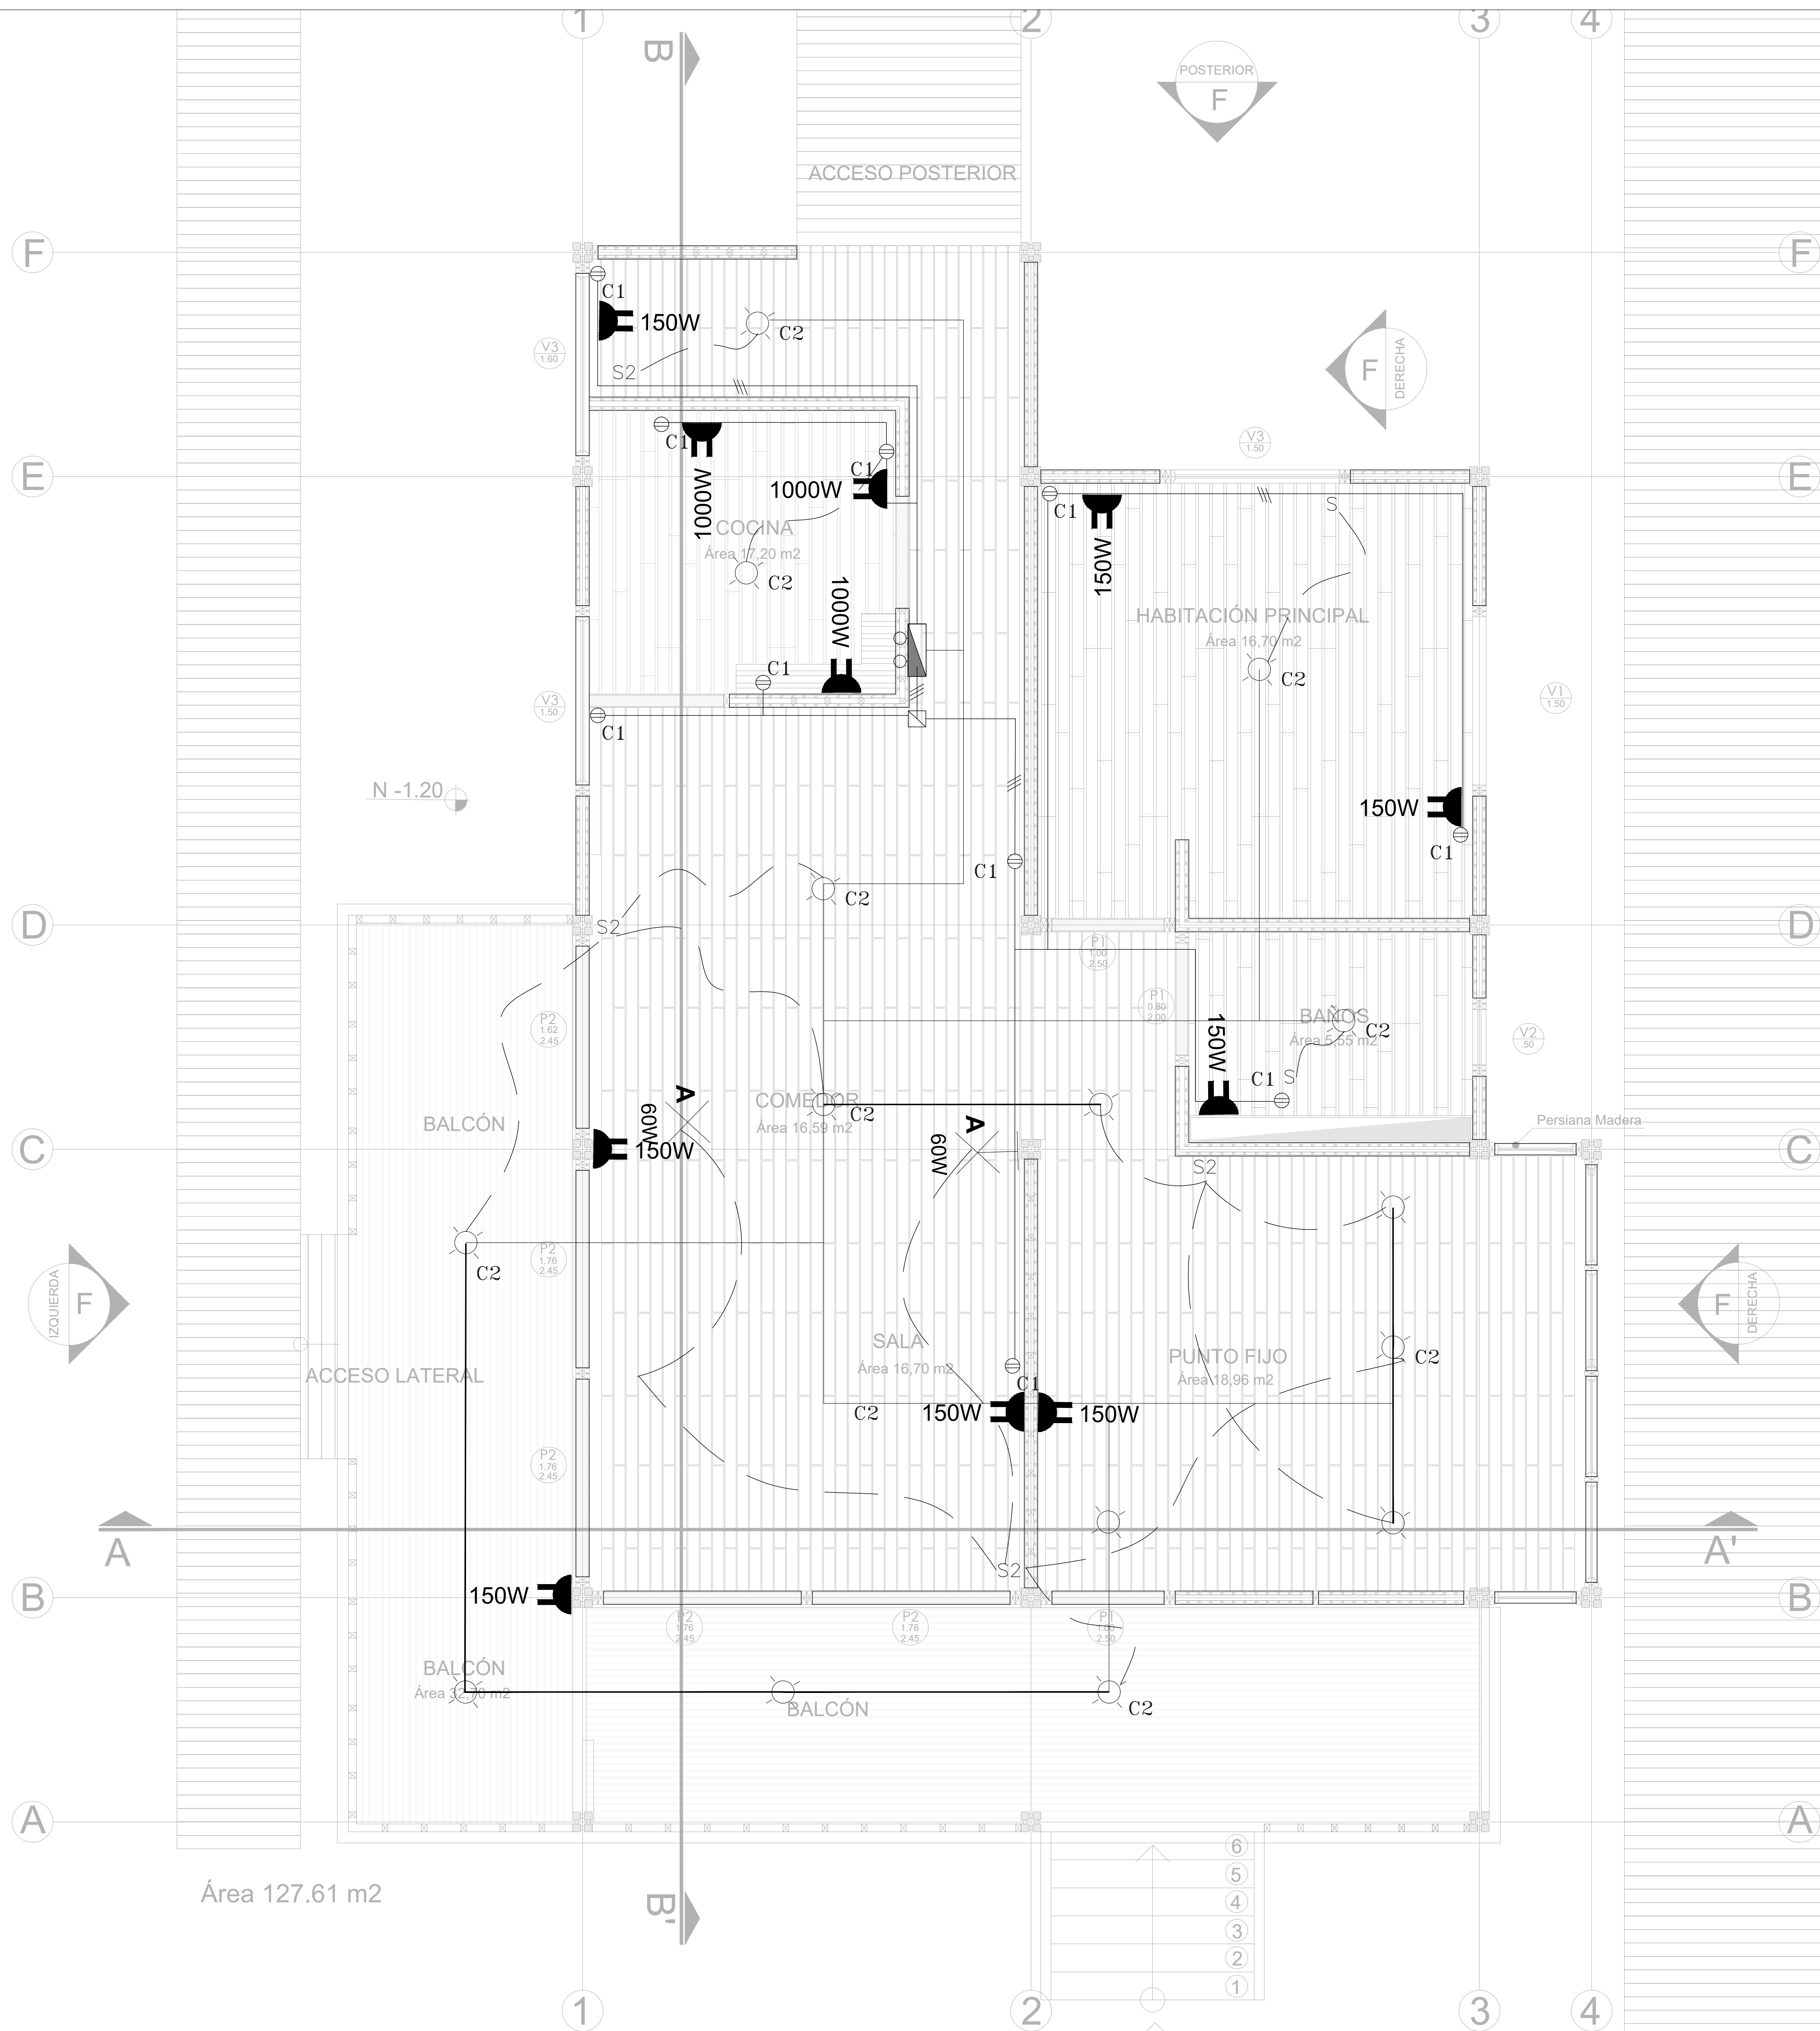 1
2
3
4
B
POSTERIOR
F
ACCESO POSTERIOR
F
F
C1
150W
C2
V3
1.60
S2
F
DERECHA
C1
V3
1.50
E
E
C1
1000W
1000W
C1
S
COCINA
Área 17,20 m2
150W
C2
1000W
HABITACIÓN PRINCIPAL
Área 16,70 m2
C1
C2
V3
1.50
V1
1.50
C1
N -1.20
150W
C1
C1
C2
D
S2
D
P1
1.00
2.50
P1
0.80
2.00
P2
1.62
2.45
150W
BAÑOS
Área 5,55 m2
C2
V2
.50
C1
S
A
60W
COMEDOR
Área 16,59 m2
C2
A
60W
BALCÓN
Persiana Madera
C
150W
C
S2
P2
1.76
2.45
C2
IZQUIERDA
F
F
DERECHA
SALA
Área 16,70 m2
PUNTO FIJO
Área 18,96 m2
C2
ACCESO LATERAL
C1
C2
150W
150W
P2
1.76
2.45
A
A'
S2
B
150W
B
P2
1.76
2.45
P2
1.76
2.45
P1
1.00
2.50
BALCÓN
Área 32,70 m2
BALCÓN
C2
A
A
6
5
4
3
2
1
Área 127.61 m2
B'
1
2
3
4